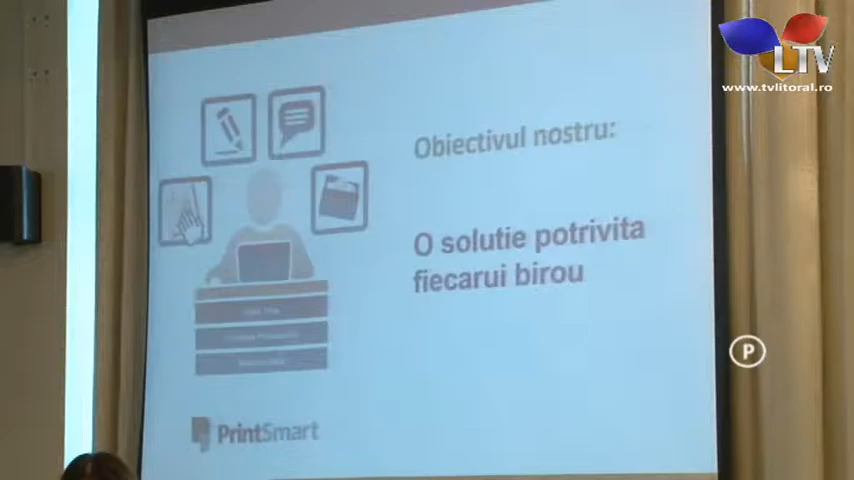 LTV
www.tvlitoral.ro
Obiectivul nostru:
O solutie potrivita
fiecarui birou
P
PrintSmart